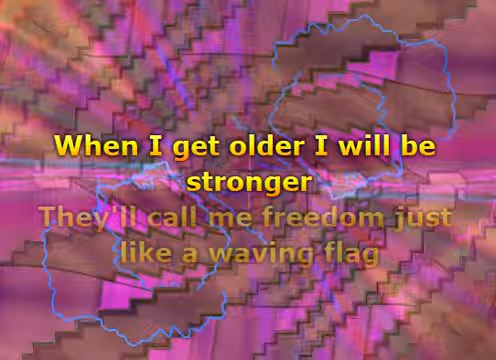 When I get older I will be
stronger
They'll call me freedom just
like a waving flag